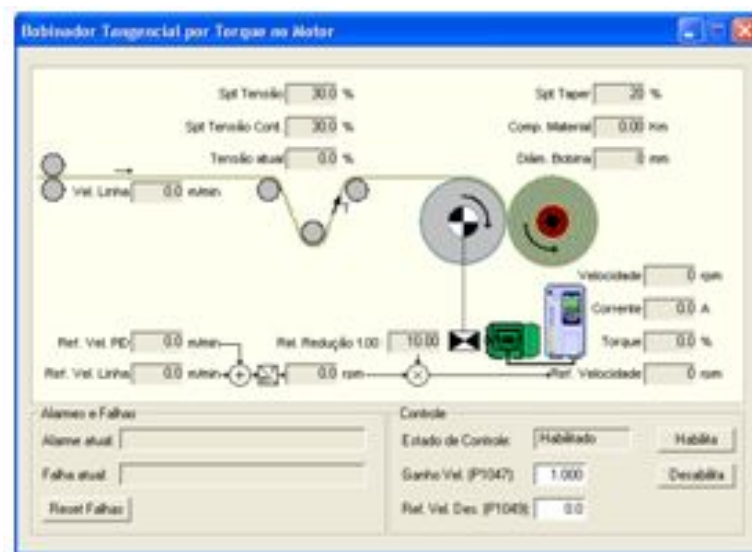 Bobinador Tangencial por Torque no Motor
Spt Tensão 30.0 %
Spt Taper 20 %
Spt Tensão Cont. 30.0 %
Comp. Material 0.00 Km
Tensão atual 0.0 %
Diâm. Bobina 0 mm
Vel. Linha 0.0 m/min
T
Velocidade 0 rpm
Corrente 0.0 A
Ref. Vel. PID 0.0 m/min
Rel. Redução 1:00 10.00
Torque 0.0 %
Ref. Vel. Linha 0.0 m/min
0.0 rpm
Ref. Velocidade 0 rpm
Alarmes e Falhas
Controle
Alarme atual:
Estado de Controle: Habilitado
Habilita
Falha atual:
Ganho Vel. (P1047): 1.000
Desabilita
Reset Falhas
Ref. Vel. Des. (P1049): 0.0